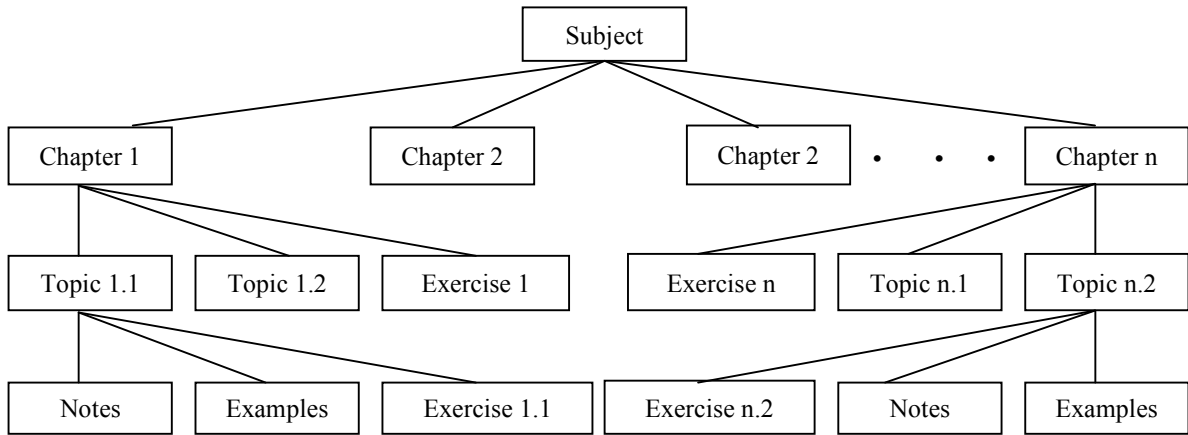 Subject
Chapter 1
Chapter 2
Chapter 2
Chapter n
Topic 1.1
Topic 1.2
Exercise 1
Exercise n
Topic n.1
Topic n.2
Notes
Examples
Exercise 1.1
Exercise n.2
Notes
Examples